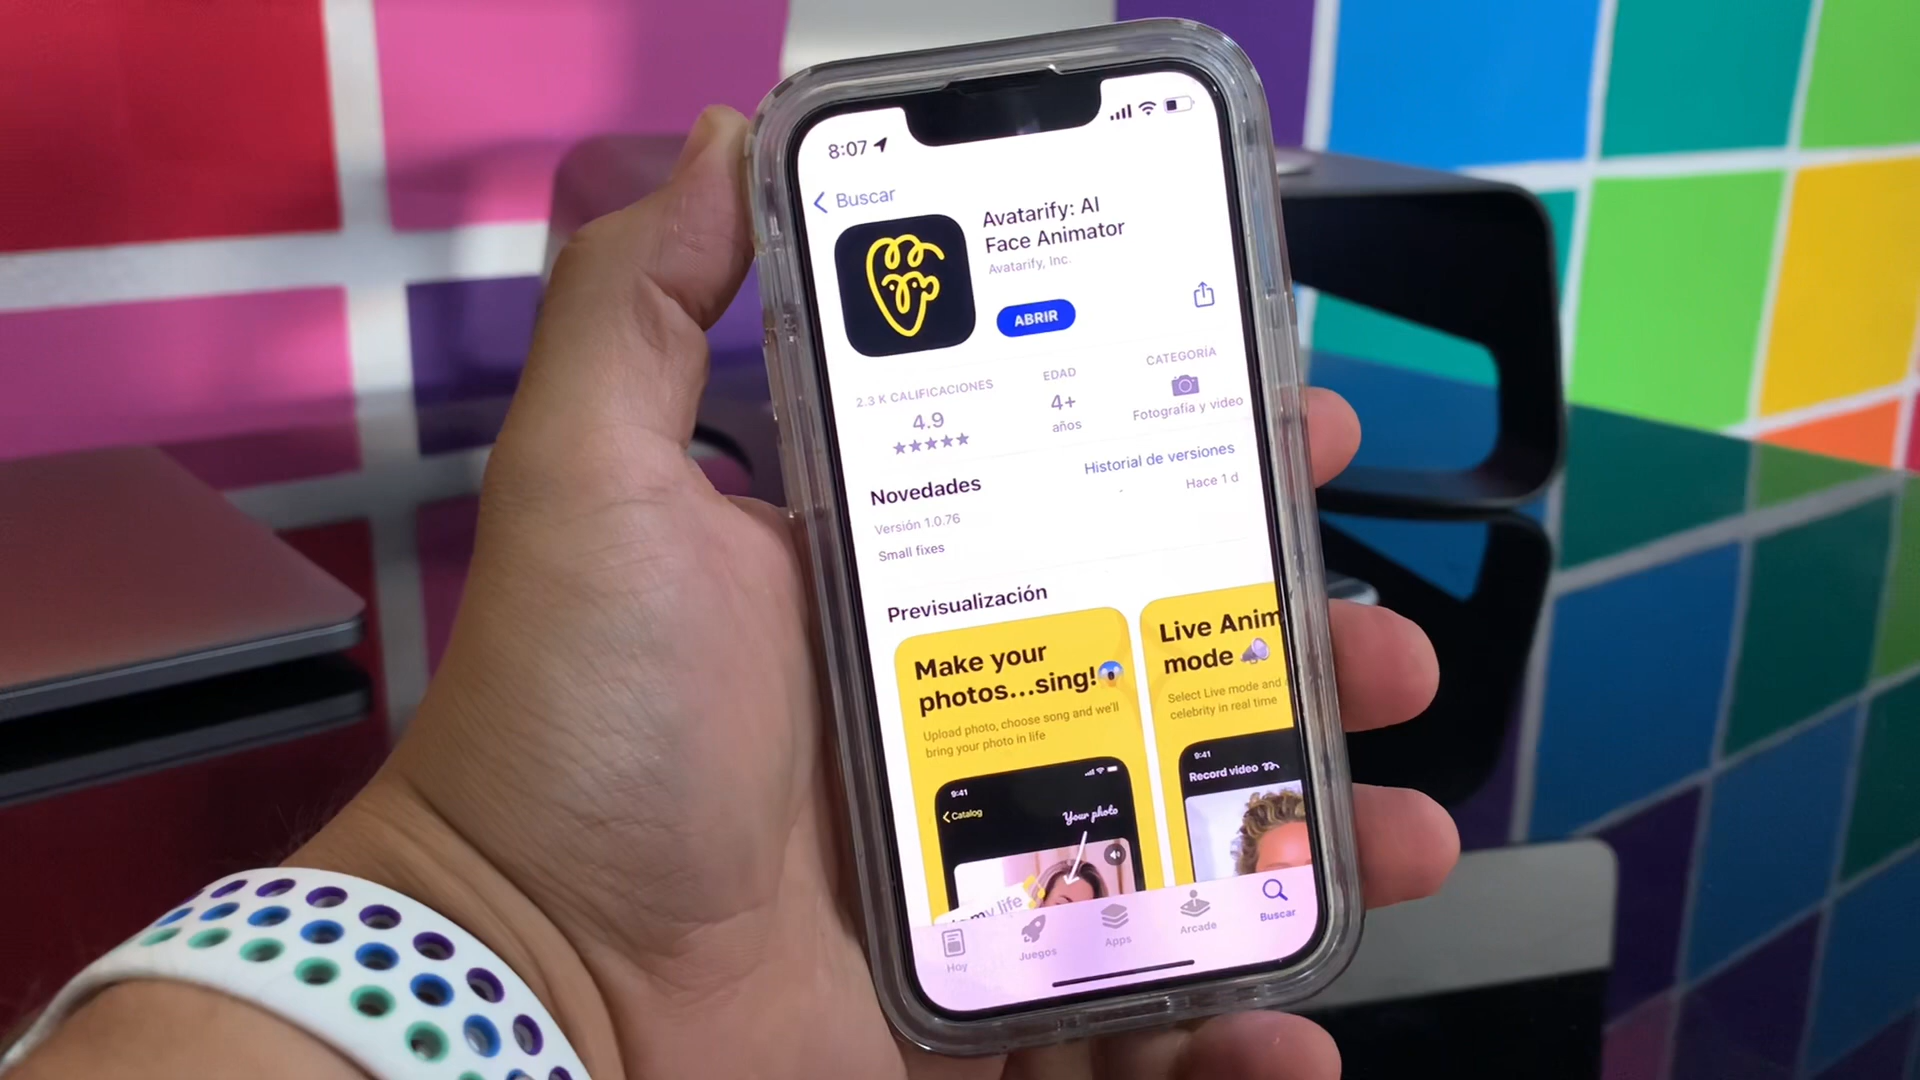 8:07
Buscar
Avatarify: AI
Face Animator
Avatarify, Inc.
ABRIR
2.3 K CALIFICACIONES
4.9
EDAD
4+
años
CATEGORÍA
Fotografía y video
Novedades
Historial de versiones
Versión 1.0.76
Hace 1 d
Small fixes
Previsualización
Make your
photos...sing!😱
Upload photo, choose song and we'll
bring your photo in life
9:41
Catalog
Your photo
my life
Live Anim
mode 📣
Select Live mode and
celebrity in real time
9:41
Record video
Hoy
Juegos
Apps
Arcade
Buscar